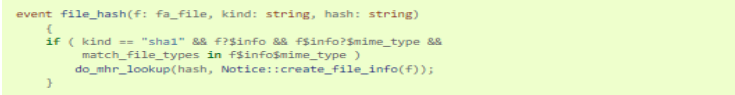 event file_hash(f: fa_file, kind: string, hash: string)
{
if ( kind == "sha1" && f?$info && f$info?$mime_type &&
match_file_types in f$info$mime_type )
do_mhr_lookup(hash, Notice::create_file_info(f));
}